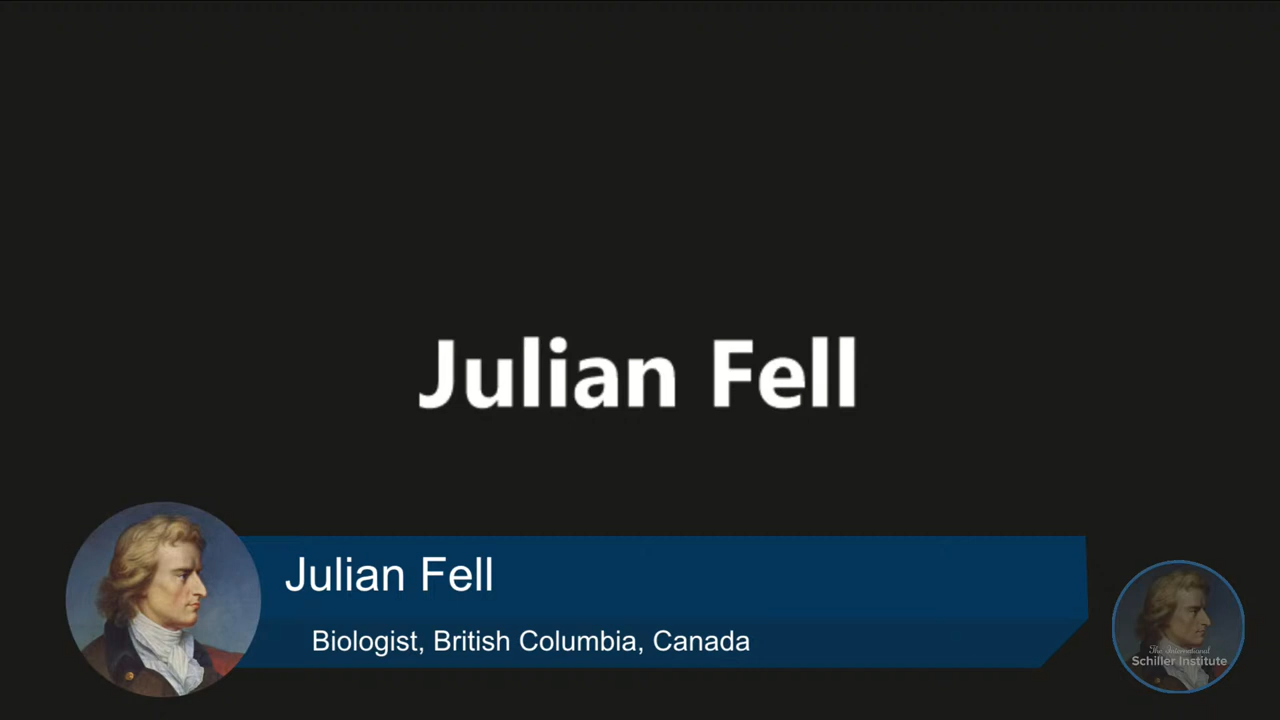 Julian Fell
Julian Fell
Biologist, British Columbia, Canada
The International
Schiller Institute